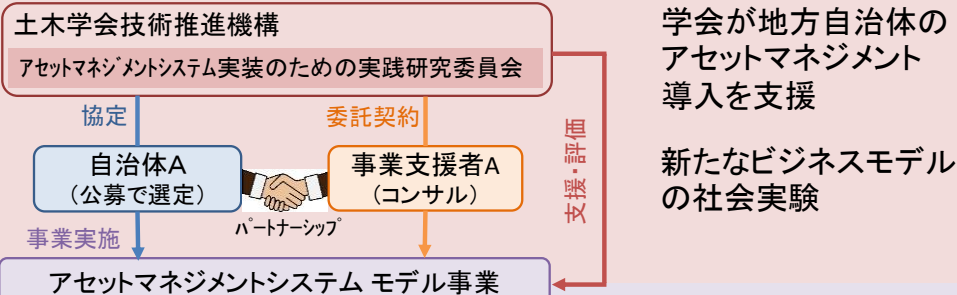 土木学会技術推進機構
アセットマネジメントシステム実装のための実践研究委員会
協定
委託契約
自治体A
(公募で選定)
事業支援者A
(コンサル)
パートナーシップ
事業実施
支援・評価
アセットマネジメントシステム モデル事業
学会が地方自治体の
アセットマネジメント
導入を支援
新たなビジネスモデル
の社会実験